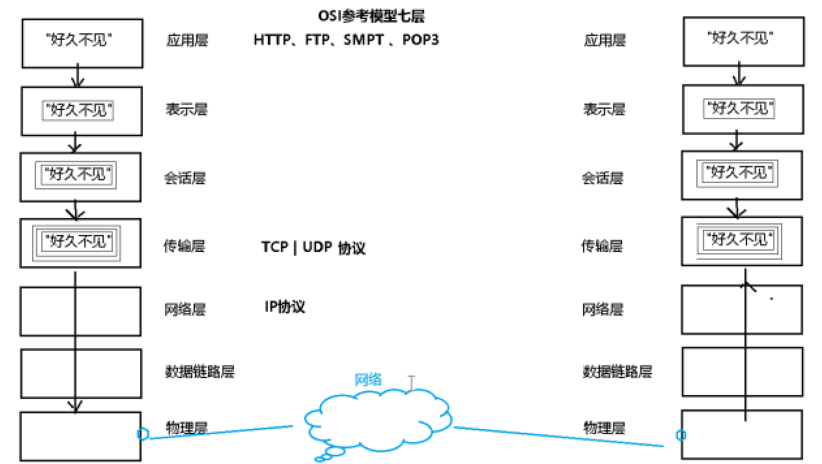 OSI参考模型七层
"好久不见" 应用层 HTTP、FTP、SMPT 、POP3 应用层 "好久不见"
"好久不见" 表示层 表示层 "好久不见"
"好久不见" 会话层 会话层 "好久不见"
"好久不见" 传输层 TCP | UDP 协议 传输层 "好久不见"
网络层 IP协议 网络层
数据链路层 数据链路层
网络
物理层 物理层